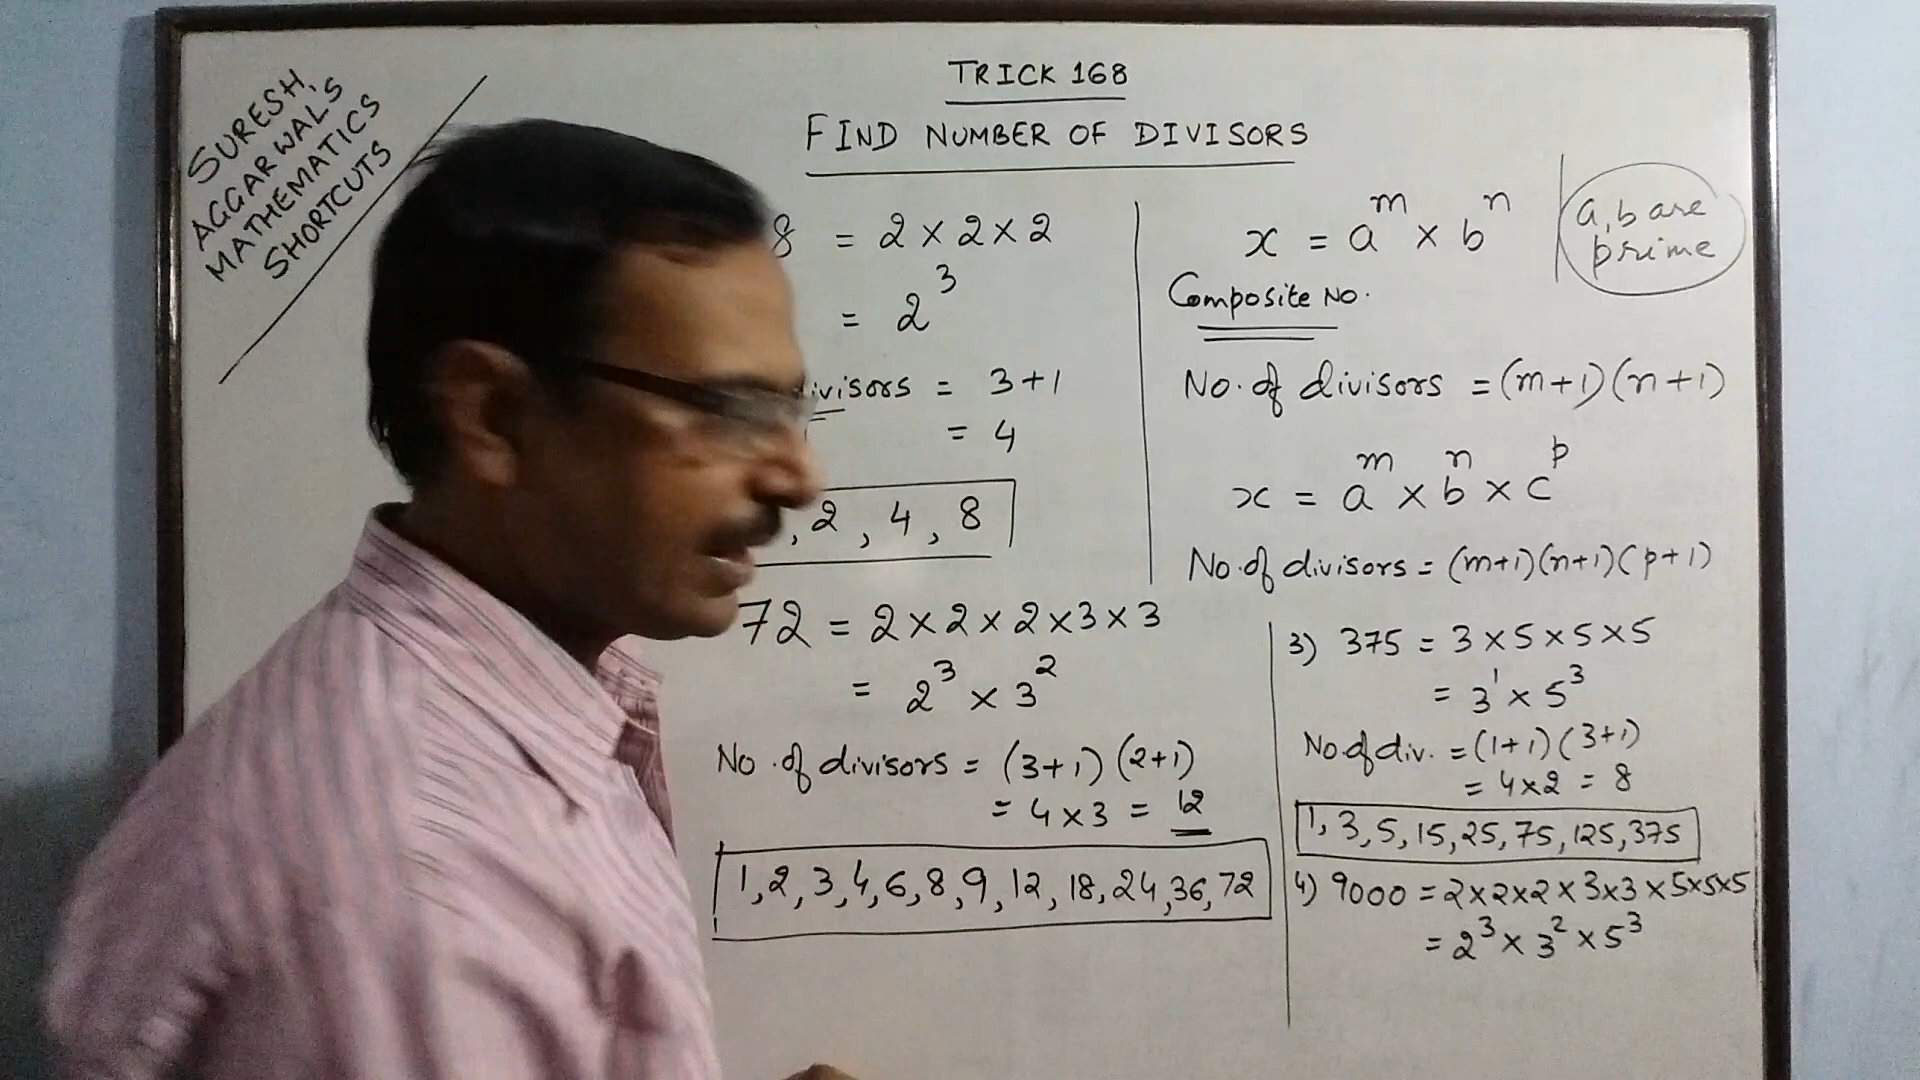 SURESH
AGGARWAL'S
MATHEMATICS
SHORTCUTS
TRICK 168
FIND NUMBER OF DIVISORS
8 = 2 × 2 × 2
= 2³
divisors = 3+1
= 4
, 2, 4, 8
72 = 2 × 2 × 2 × 3 × 3
= 2³ × 3²
No. of divisors = (3+1) (2+1)
= 4 × 3 = 12
1, 2, 3, 4, 6, 8, 9, 12, 18, 24, 36, 72
x = aᵐ × bⁿ
a, b are
prime
Composite No.
No. of divisors = (m+1) (n+1)
x = aᵐ × bⁿ × cᵖ
No. of divisors = (m+1) (n+1) (p+1)
3) 375 = 3 × 5 × 5 × 5
= 3¹ × 5³
No. of div. = (1+1) (3+1)
= 4 × 2 = 8
1, 3, 5, 15, 25, 75, 125, 375
4) 9000 = 2×2×2×3×3×5×5×5
= 2³ × 3² × 5³